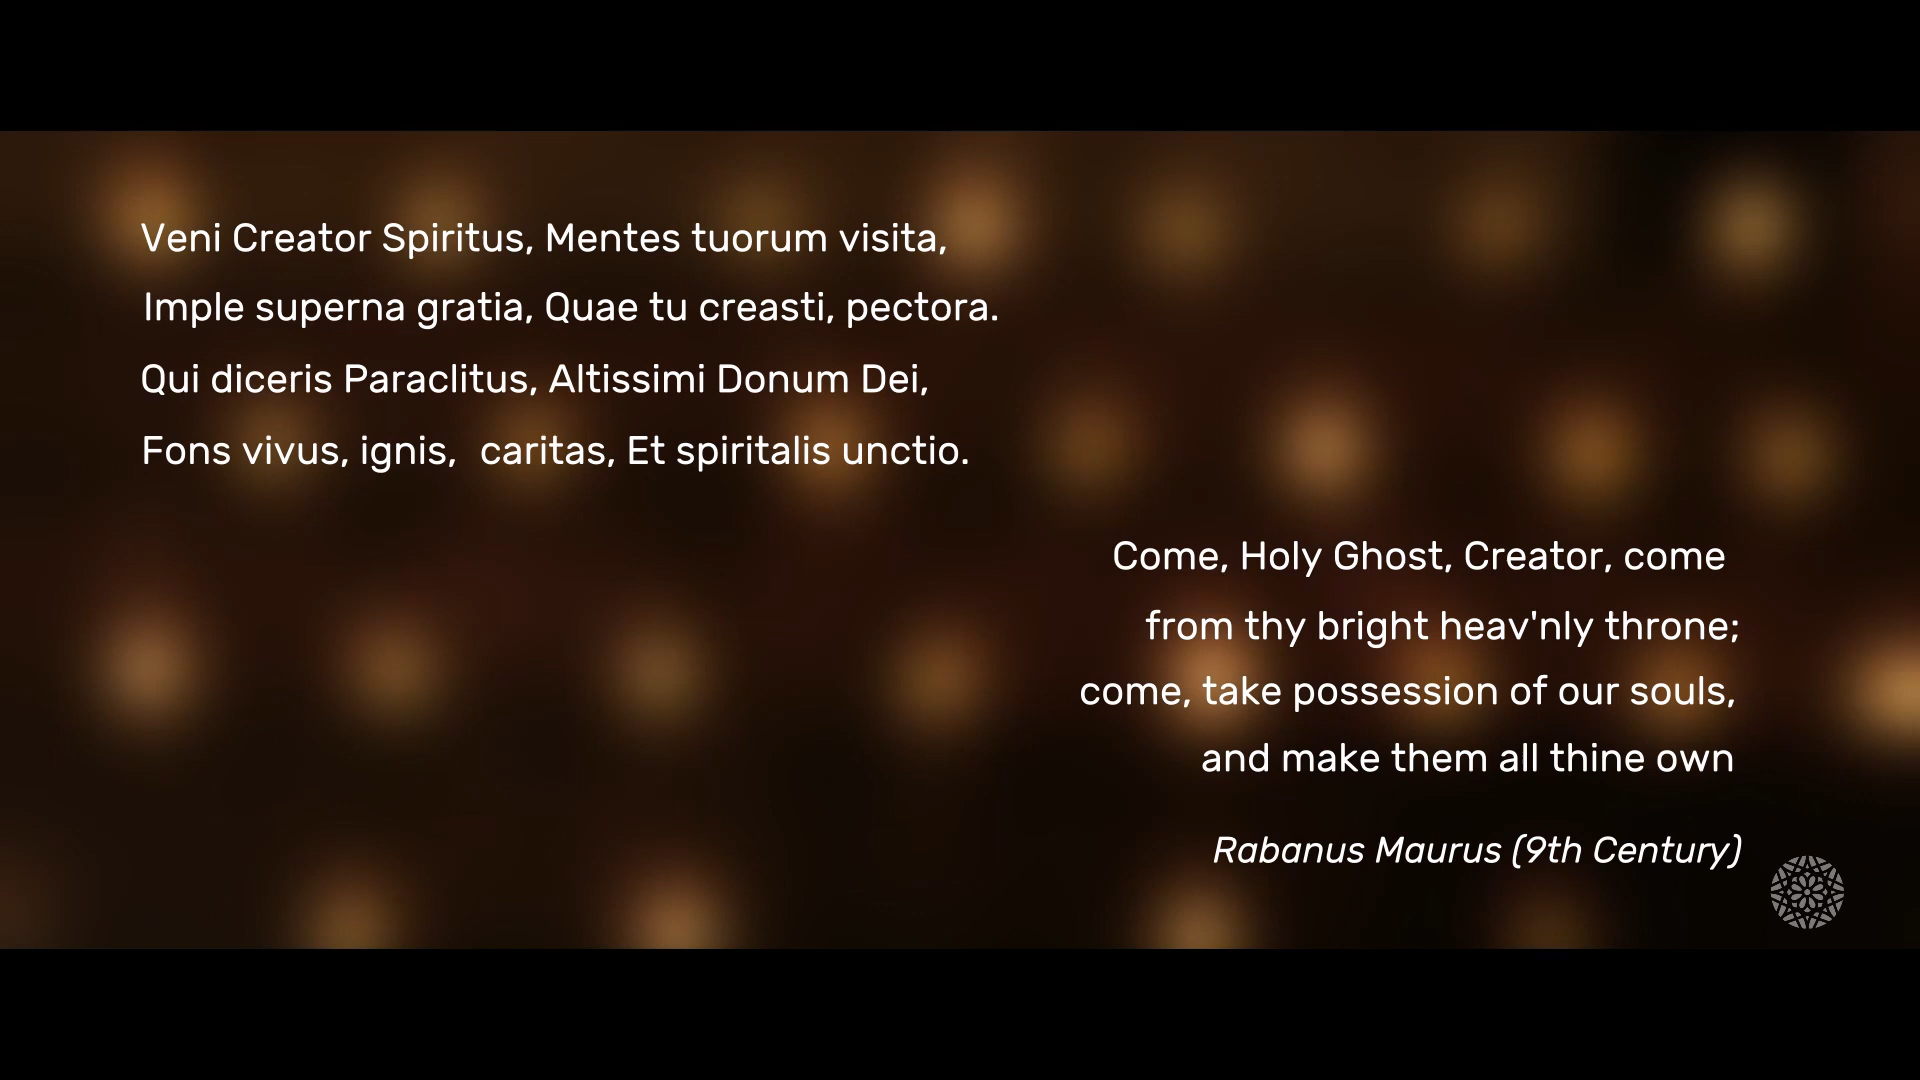 Veni Creator Spiritus, Mentes tuorum visita,
Imple superna gratia, Quae tu creasti, pectora.
Qui diceris Paraclitus, Altissimi Donum Dei,
Fons vivus, ignis,  caritas, Et spiritalis unctio.
Come, Holy Ghost, Creator, come
from thy bright heav'nly throne;
come, take possession of our souls,
and make them all thine own
Rabanus Maurus (9th Century)